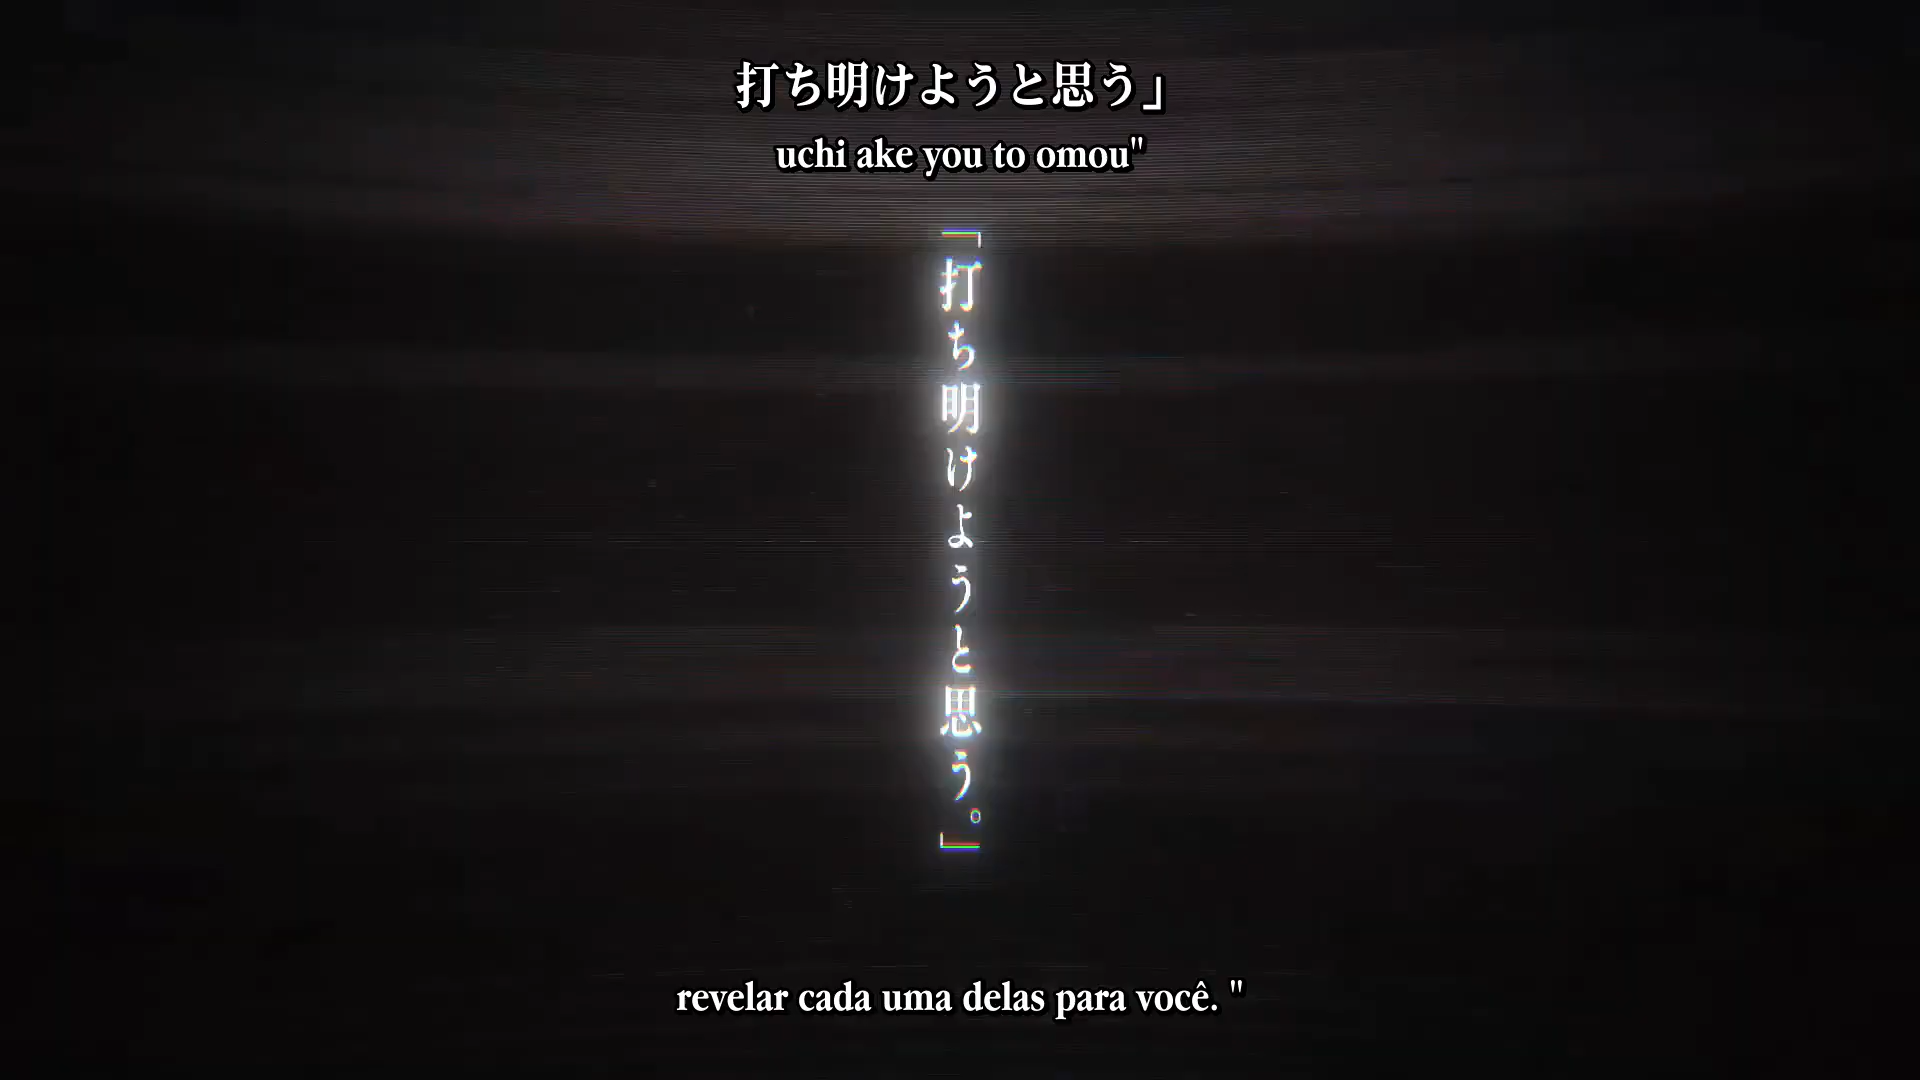 打ち明けようと思う」
uchi ake you to omou"
「打ち明けようと思う。」
revelar cada uma delas para você. "